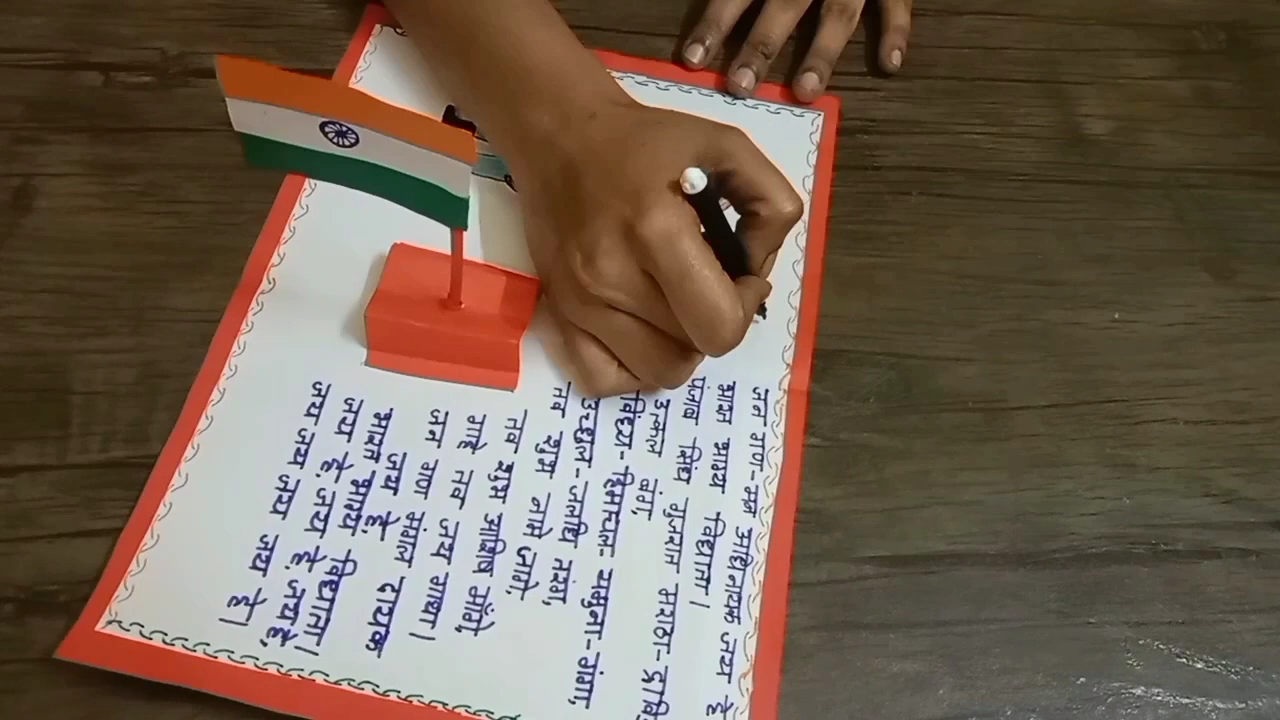 जन गण-मन अधिनायक जय है
भारत भाग्य विधाता।
पंजाब सिंध गुजरात मराठा-द्रावि
उत्कल बंग,
विंध्य-हिमाचल-यमुना-गंगा,
उच्छल-जलधि तरंग,
तव शुभ नामे जागे,
तव शुभ आशिष माँगे,
गाहे तव जय गाथा।
जन गण मंगल दायक
जय हे,
भारत भाग्य विधाता।
जय हे, जय हे, जय हे,
जय जय जय जय हे।